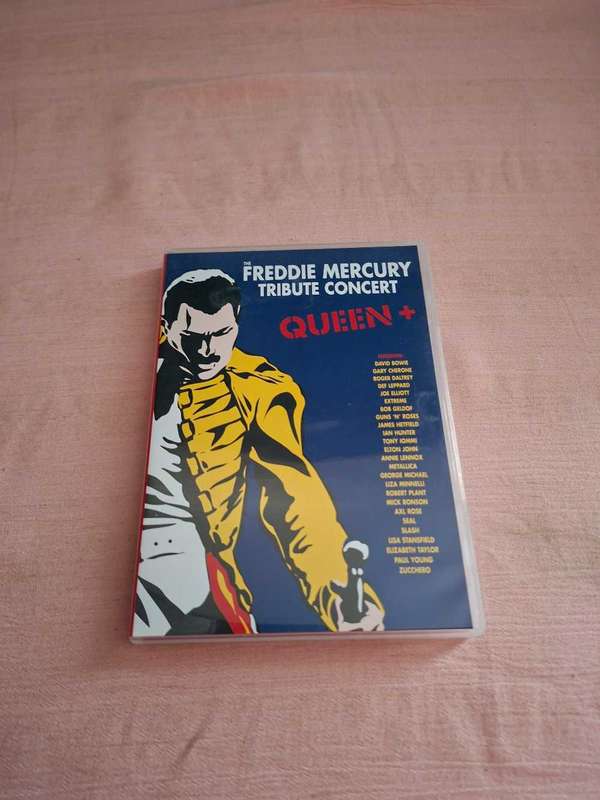 THE
FREDDIE MERCURY
TRIBUTE CONCERT
QUEEN +
FEATURING
DAVID BOWIE
GARY CHERONE
ROGER DALTREY
DEF LEPPARD
JOE ELLIOTT
EXTREME
BOB GELDOF
GUNS 'N' ROSES
JAMES HETFIELD
IAN HUNTER
TONY IOMMI
ELTON JOHN
ANNIE LENNOX
METALLICA
GEORGE MICHAEL
LIZA MINNELLI
ROBERT PLANT
MICK RONSON
AXL ROSE
SEAL
SLASH
LISA STANSFIELD
ELIZABETH TAYLOR
PAUL YOUNG
ZUCCHERO